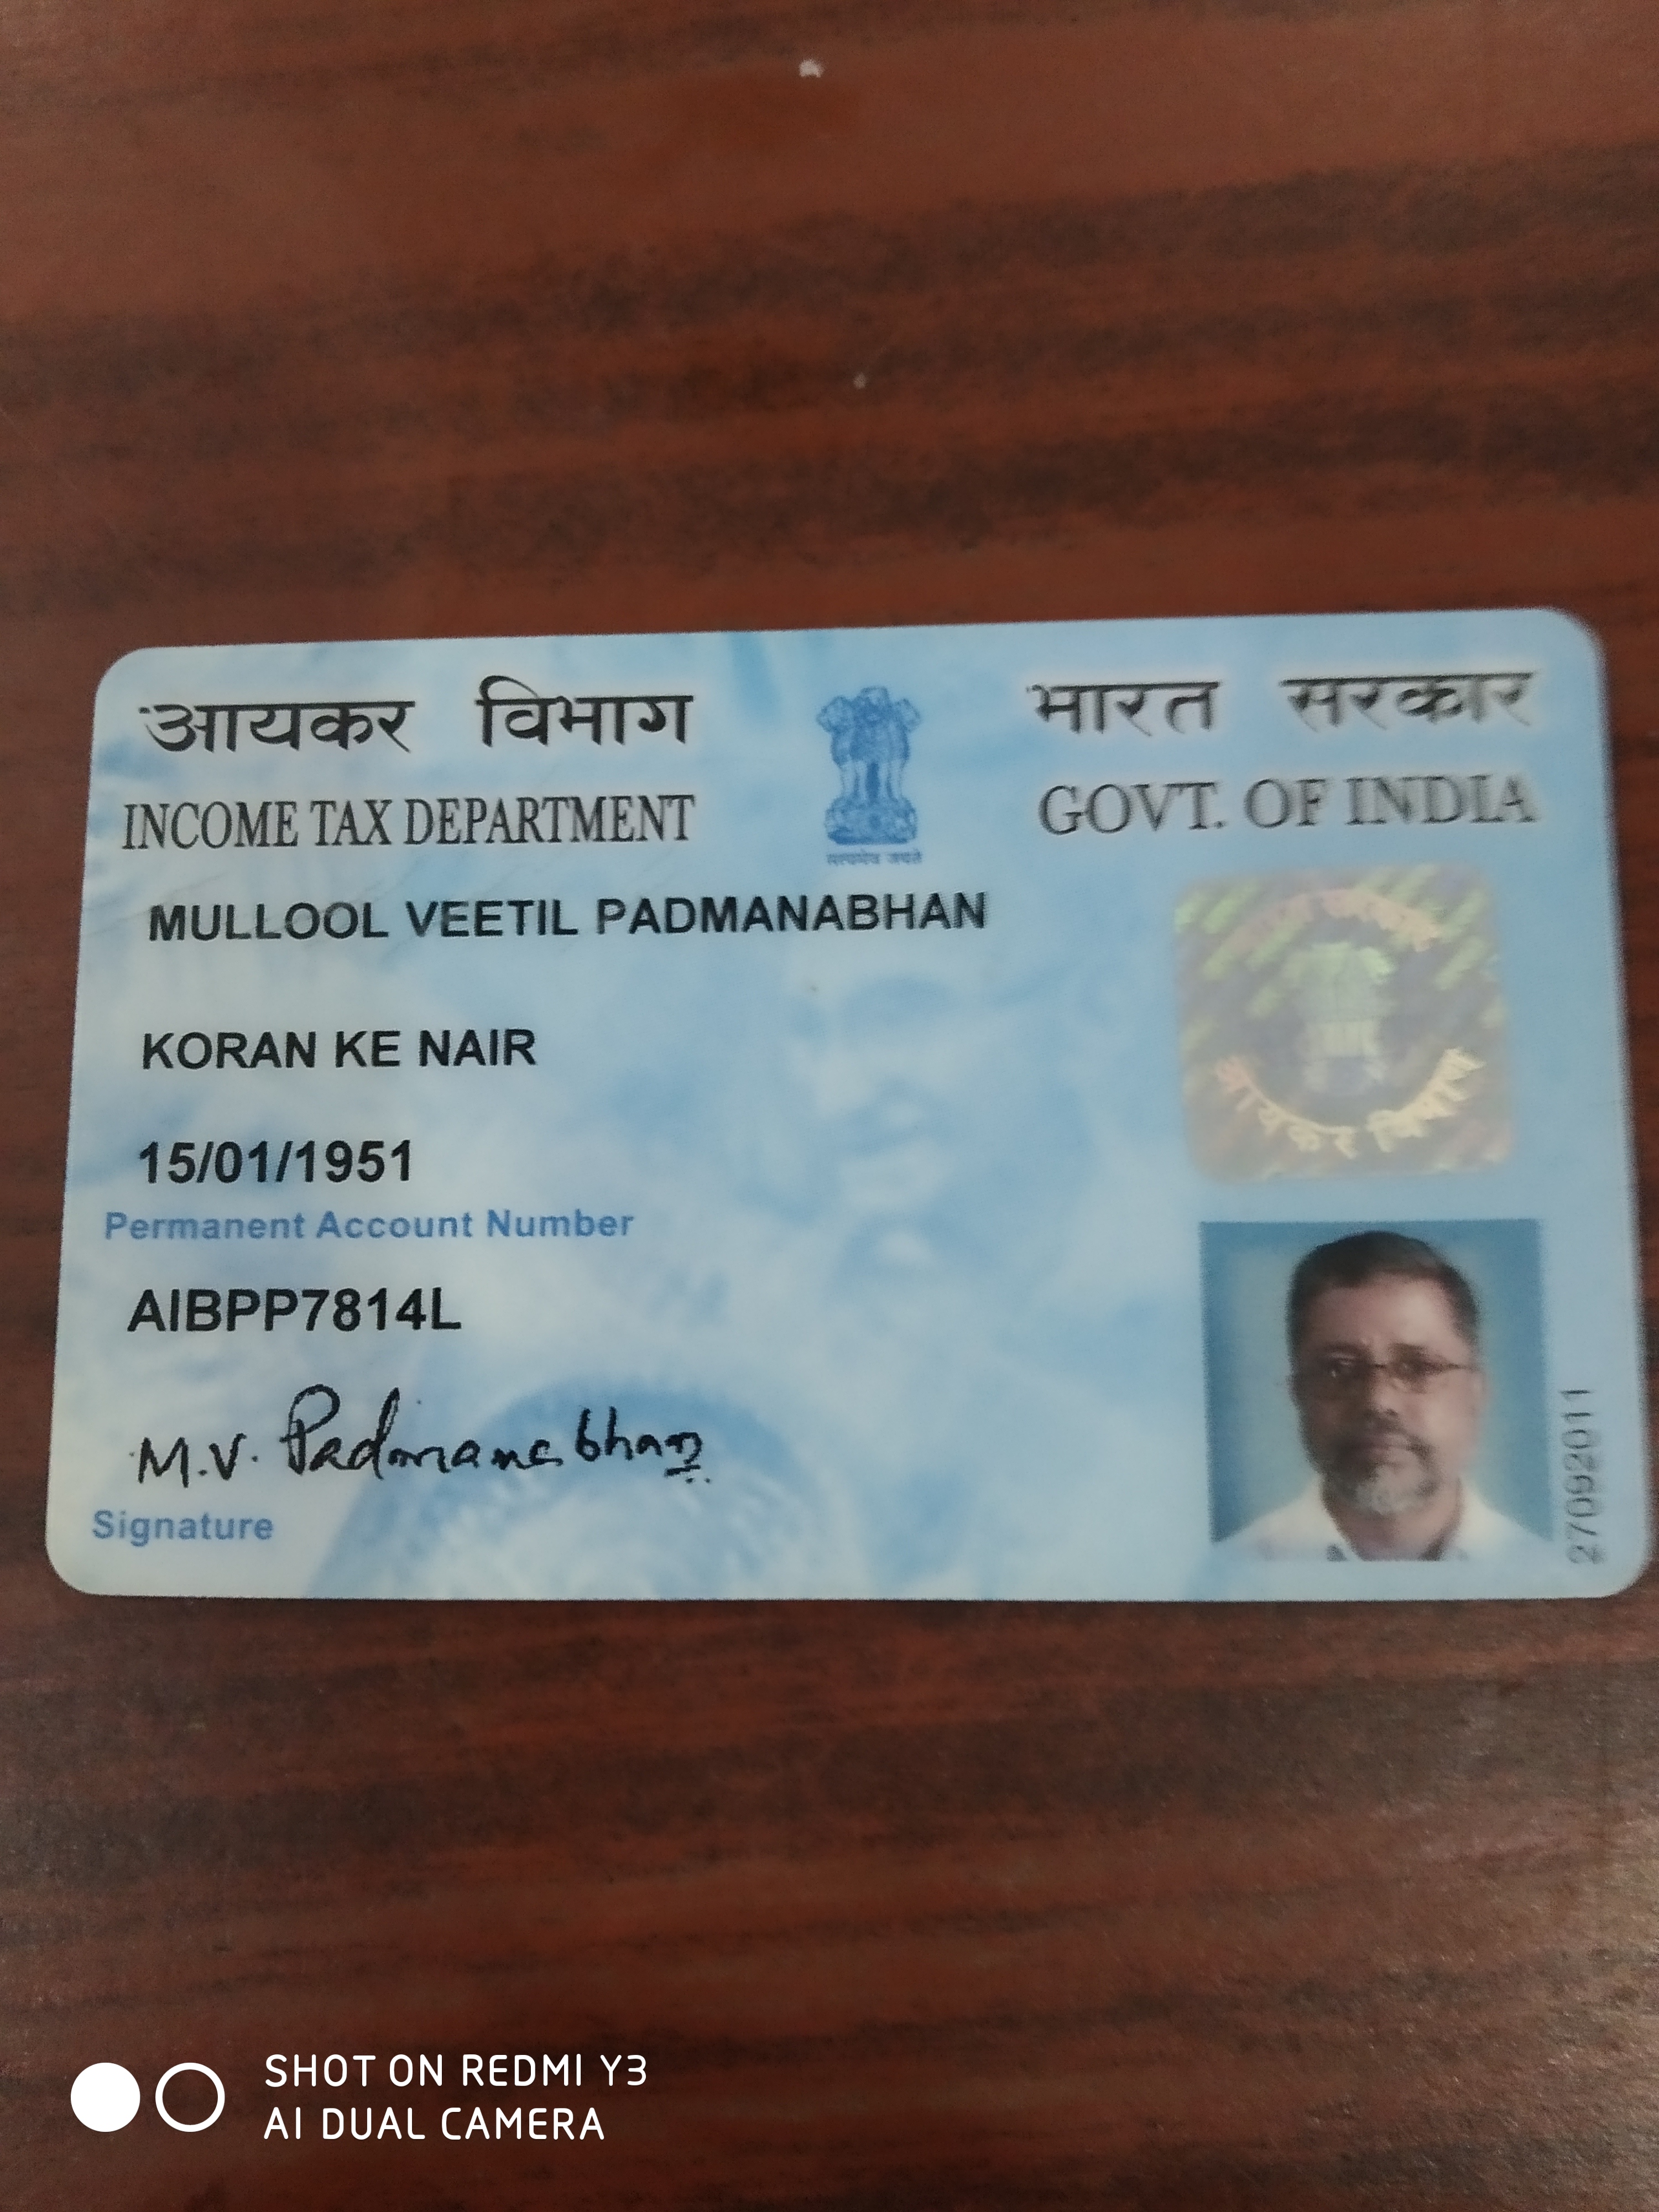 आयकर विभाग
INCOME TAX DEPARTMENT
सत्यमेव जयते
भारत सरकार
GOVT. OF INDIA
MULLOOL VEETIL PADMANABHAN
KORAN KE NAIR
15/01/1951
Permanent Account Number
AIBPP7814L
M.V. Padmanabhan
Signature
आयकर विभाग
27092011
SHOT ON REDMI Y3
AI DUAL CAMERA